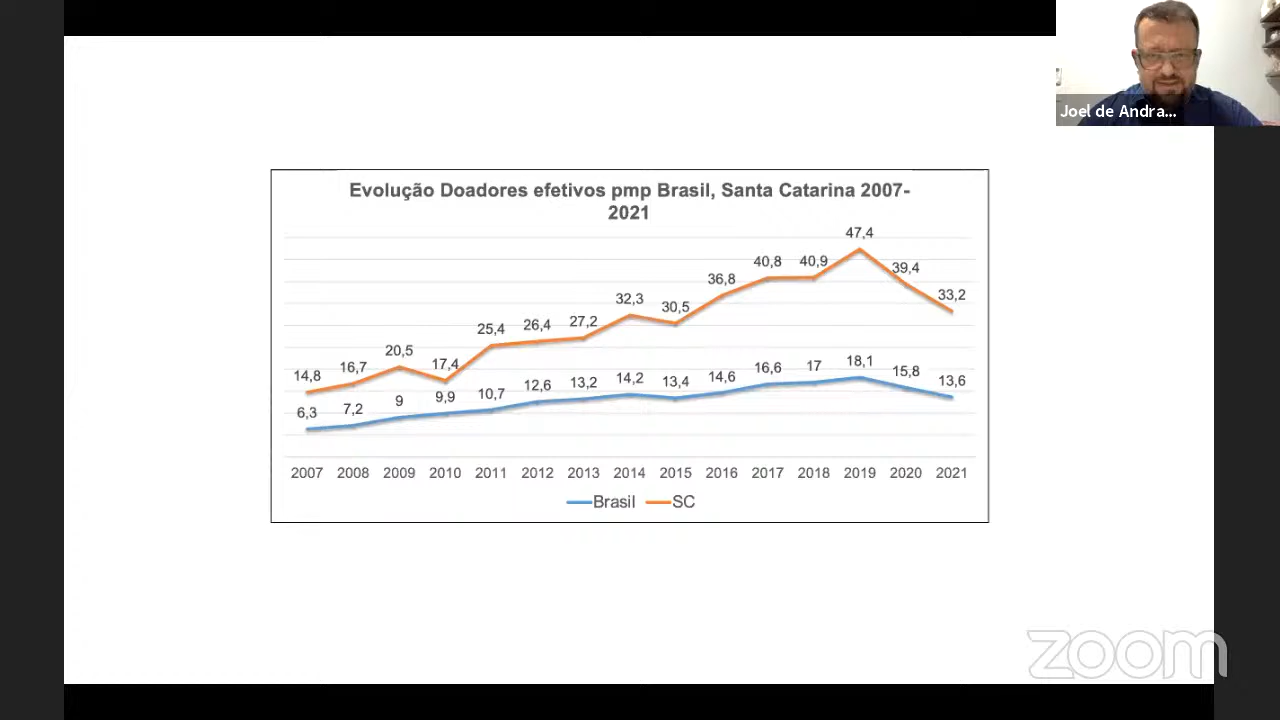 Joel de Andra...
Evolução Doadores efetivos pmp Brasil, Santa Catarina 2007-
2021
47,4
40,8 40,9 39,4
36,8
32,3 30,5 33,2
25,4 26,4 27,2
20,5
14,8 16,7 17,4
16,6 17 18,1 15,8
12,6 13,2 14,2 13,4 14,6 13,6
6,3 7,2 9 9,9 10,7
2007 2008 2009 2010 2011 2012 2013 2014 2015 2016 2017 2018 2019 2020 2021
Brasil SC
zoom